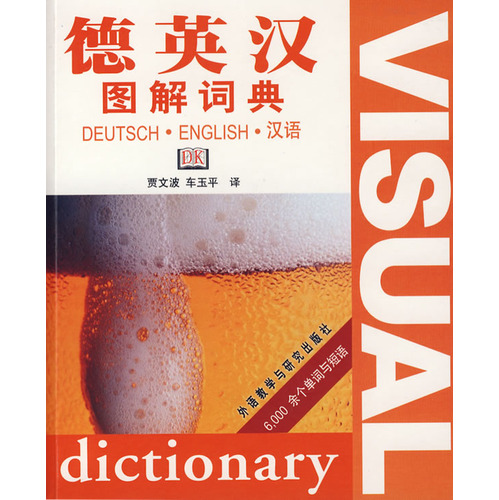 德英汉
图解词典
DEUTSCH • ENGLISH • 汉语
DK
贾文波 车玉平 译
VISUAL
外语教学与研究出版社
6,000 余个单词与短语
dictionary